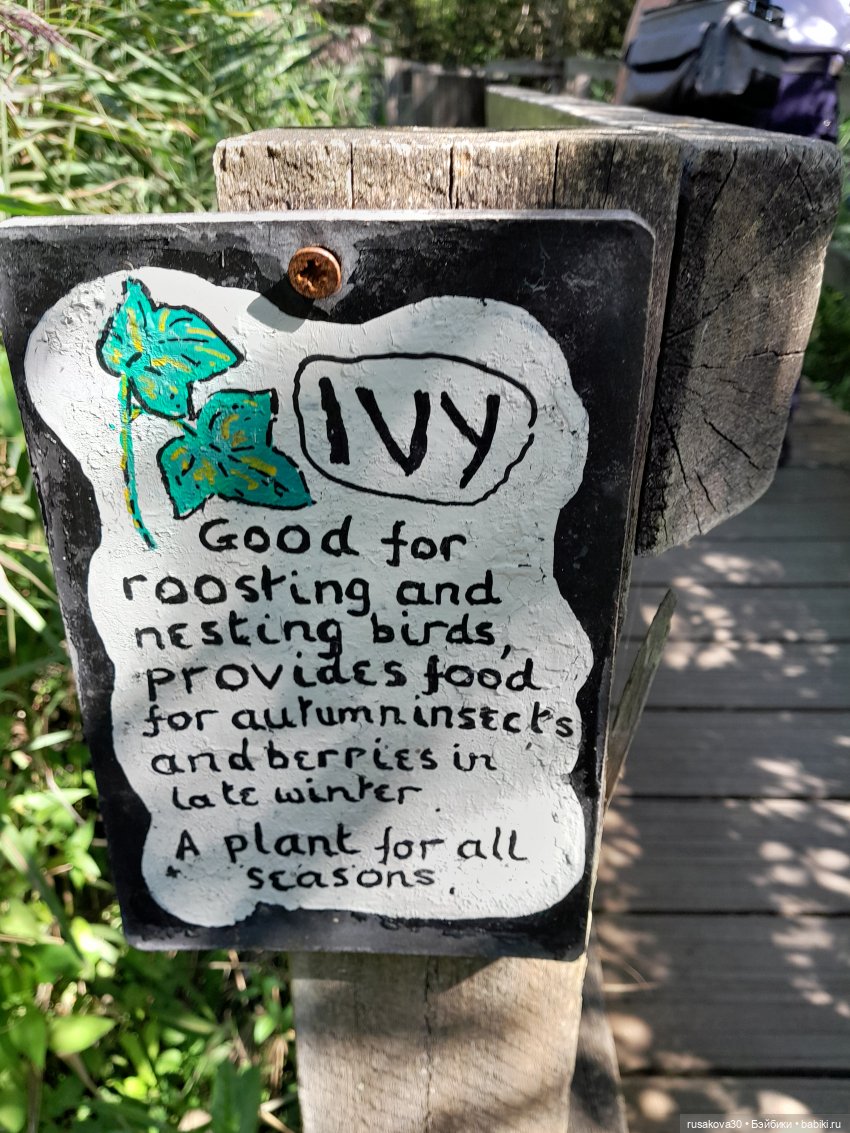 IVY
Good for
roosting and
nesting birds,
provides food
for autumn insects
and berries in
late winter.
A plant for all
seasons.
rusakova30 • Бэйбики • babiki.ru